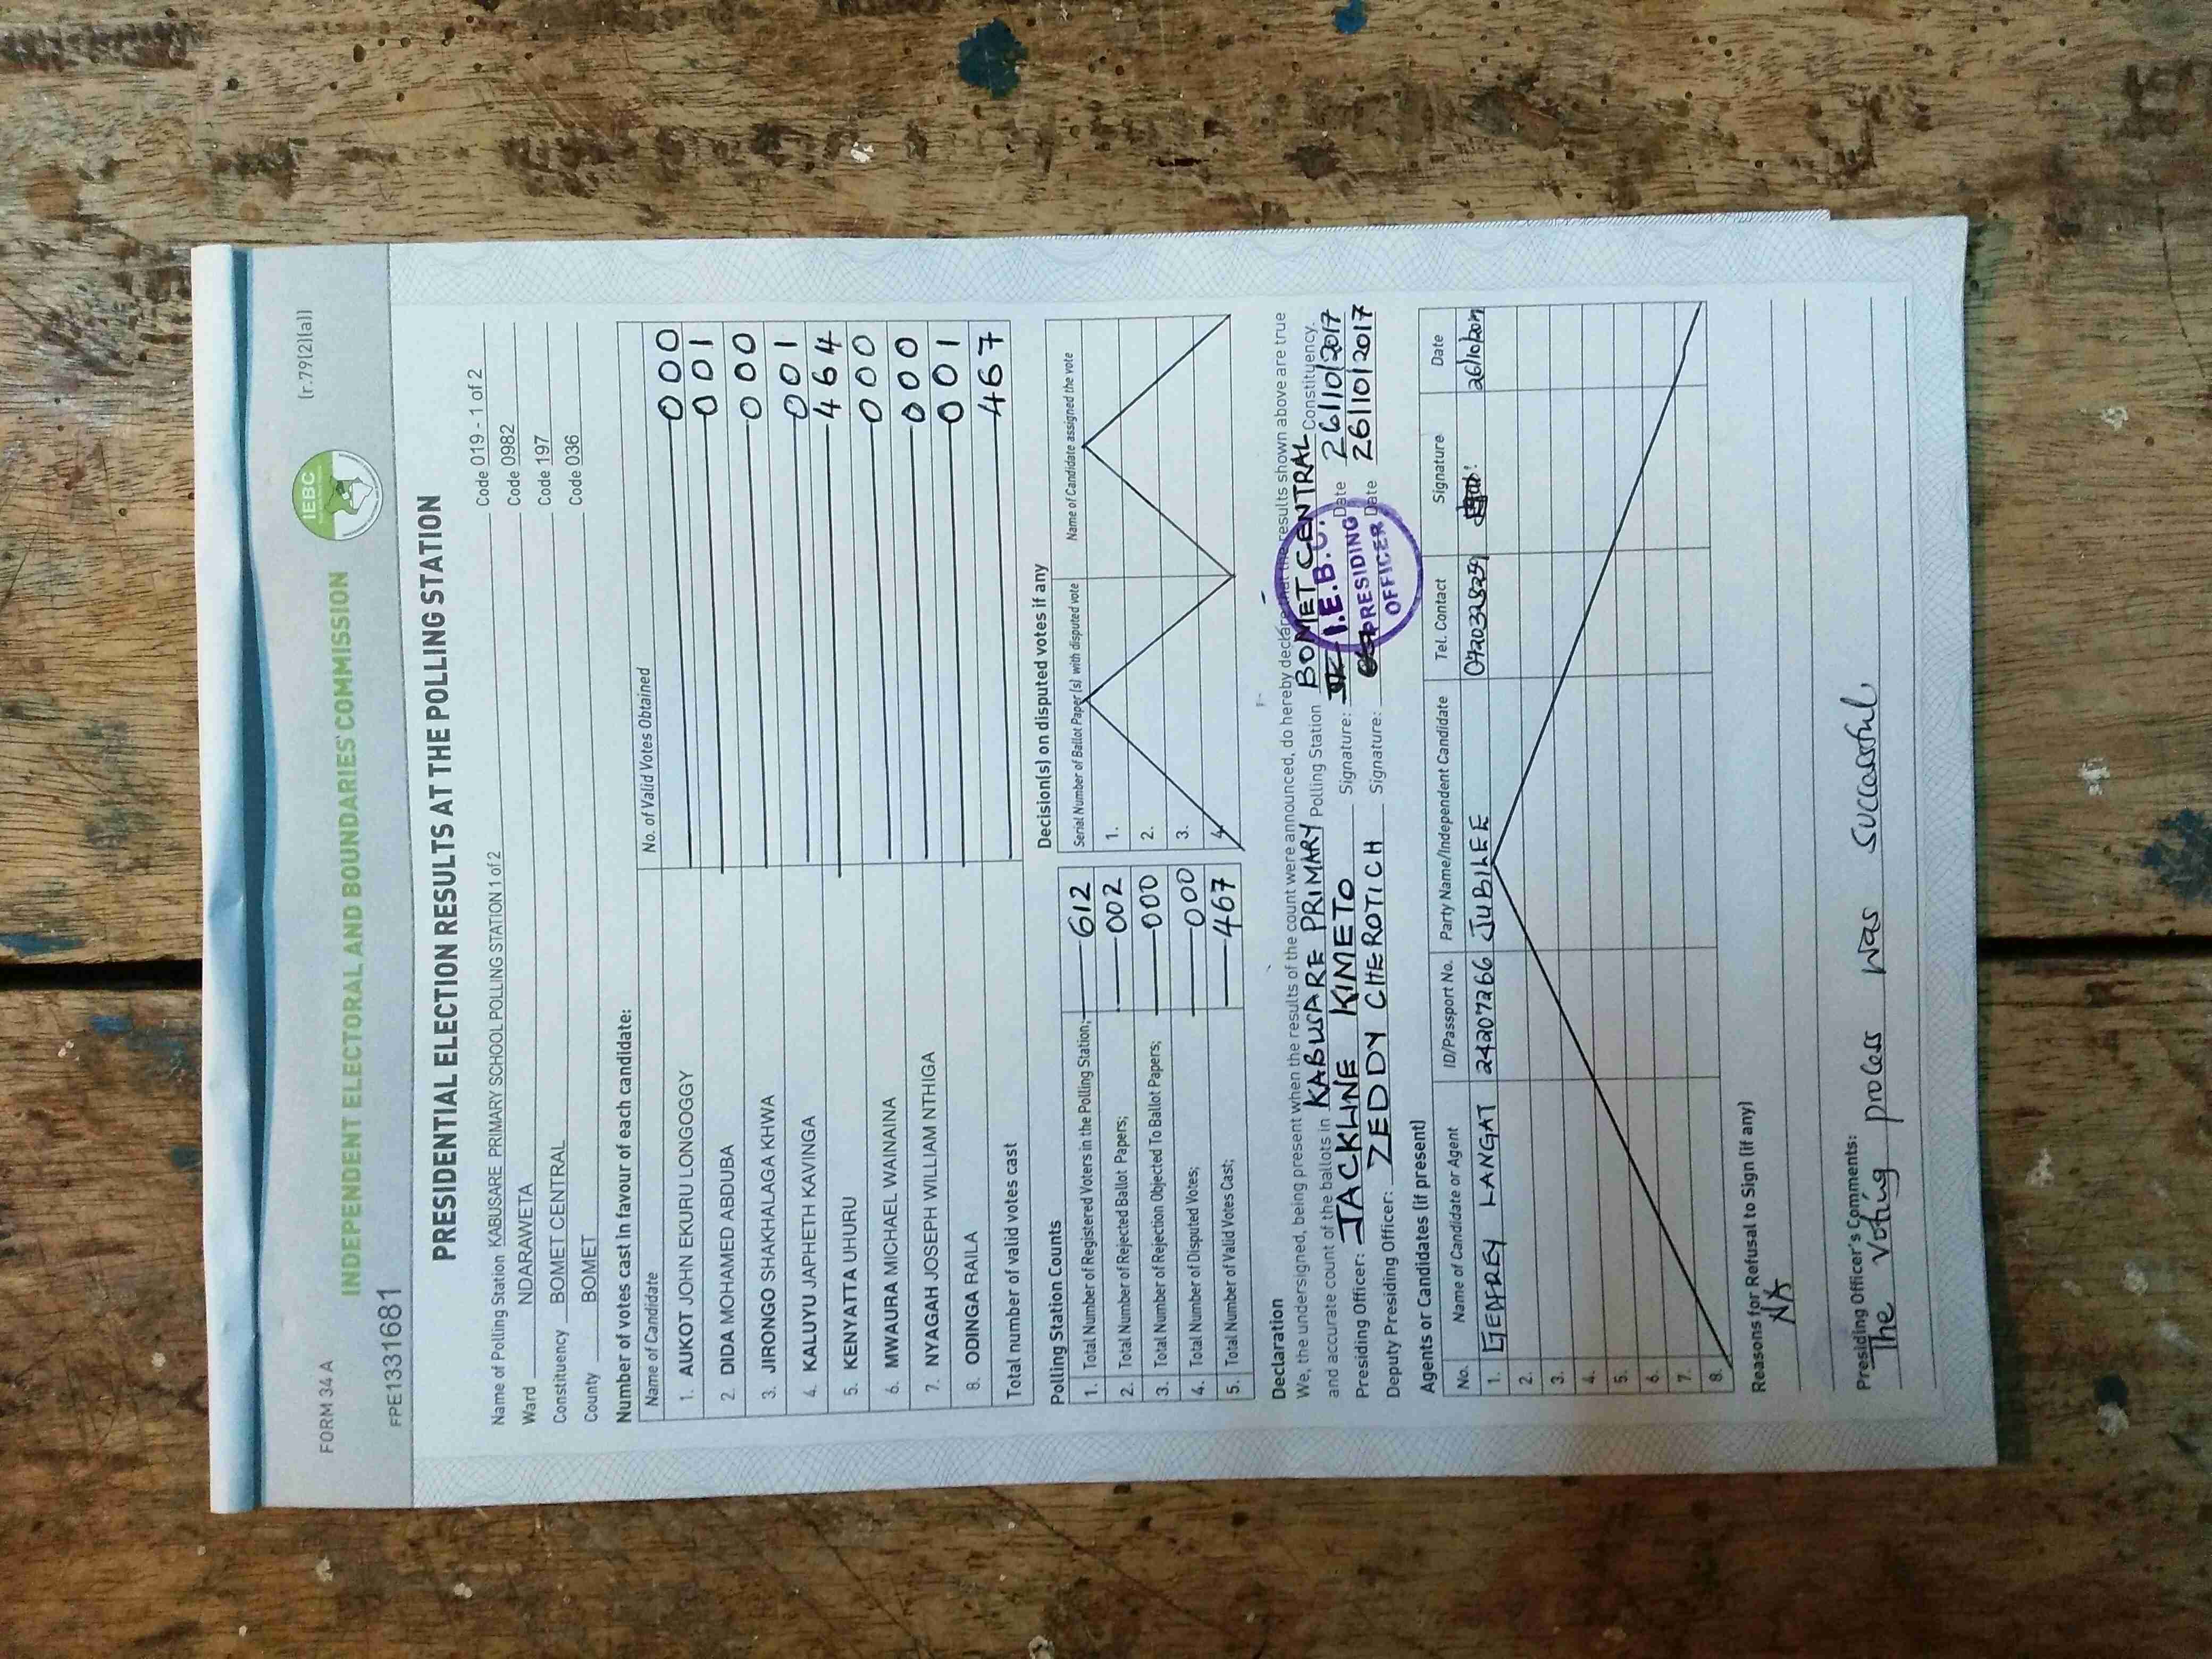 FORM 34 A
(r.79(2)(a))
IEBC
INDEPENDENT ELECTORAL AND BOUNDARIES COMMISSION
FPE1331681
PRESIDENTIAL ELECTION RESULTS AT THE POLLING STATION
Name of Polling Station KABUSARE PRIMARY SCHOOL POLLING STATION 1 of 2 Code 019 - 1 of 2
Ward NDARAWETA Code 0982
Constituency BOMET CENTRAL Code 197
County BOMET Code 036
Number of votes cast in favour of each candidate:
Name of Candidate No. of Valid Votes Obtained
1. AUKOT JOHN EKURU LONGOGGY 000
2. DIDA MOHAMED ABDUBA 001
3. JIRONGO SHAKHALAGA KHWA 000
4. KALUYU JAPHETH KAVINGA 001
5. KENYATTA UHURU 464
6. MWAURA MICHAEL WAINAINA 000
7. NYAGAH JOSEPH WILLIAM NTHIGA 000
8. ODINGA RAILA 001
Total number of valid votes cast 467
Polling Station Counts
1. Total Number of Registered Voters in the Polling Station; 612
2. Total Number of Rejected Ballot Papers; 002
3. Total Number of Rejection Objected To Ballot Papers; 000
4. Total Number of Disputed Votes; 000
5. Total Number of Valid Votes Cast; 467
Decision(s) on disputed votes if any
Serial Number of Ballot Paper(s) with disputed vote Name of Candidate assigned the vote
1.
2.
3.
4.
Declaration
We, the undersigned, being present when the results of the count were announced, do hereby declare that the results shown above are true
and accurate count of the ballots in KABUSARE PRIMARY Polling Station BOMET CENTRAL Constituency.
Presiding Officer: JACKLINE KIMETO Signature: Date 26/10/2017
Deputy Presiding Officer: ZEDDY CHEROTICH Signature: Date 26/10/2017
I.E.B.C.
PRESIDING
OFFICER
Agents or Candidates (if present)
No. Name of Candidate or Agent ID/Passport No. Party Name/Independent Candidate Tel. Contact Signature Date
1. LANGAT 24207266 JUBILEE 26/10/2017
2.
3.
4.
5.
6.
7.
8.
Reasons for Refusal to Sign (if any)
Presiding Officer's Comments:
The voting process was successful.